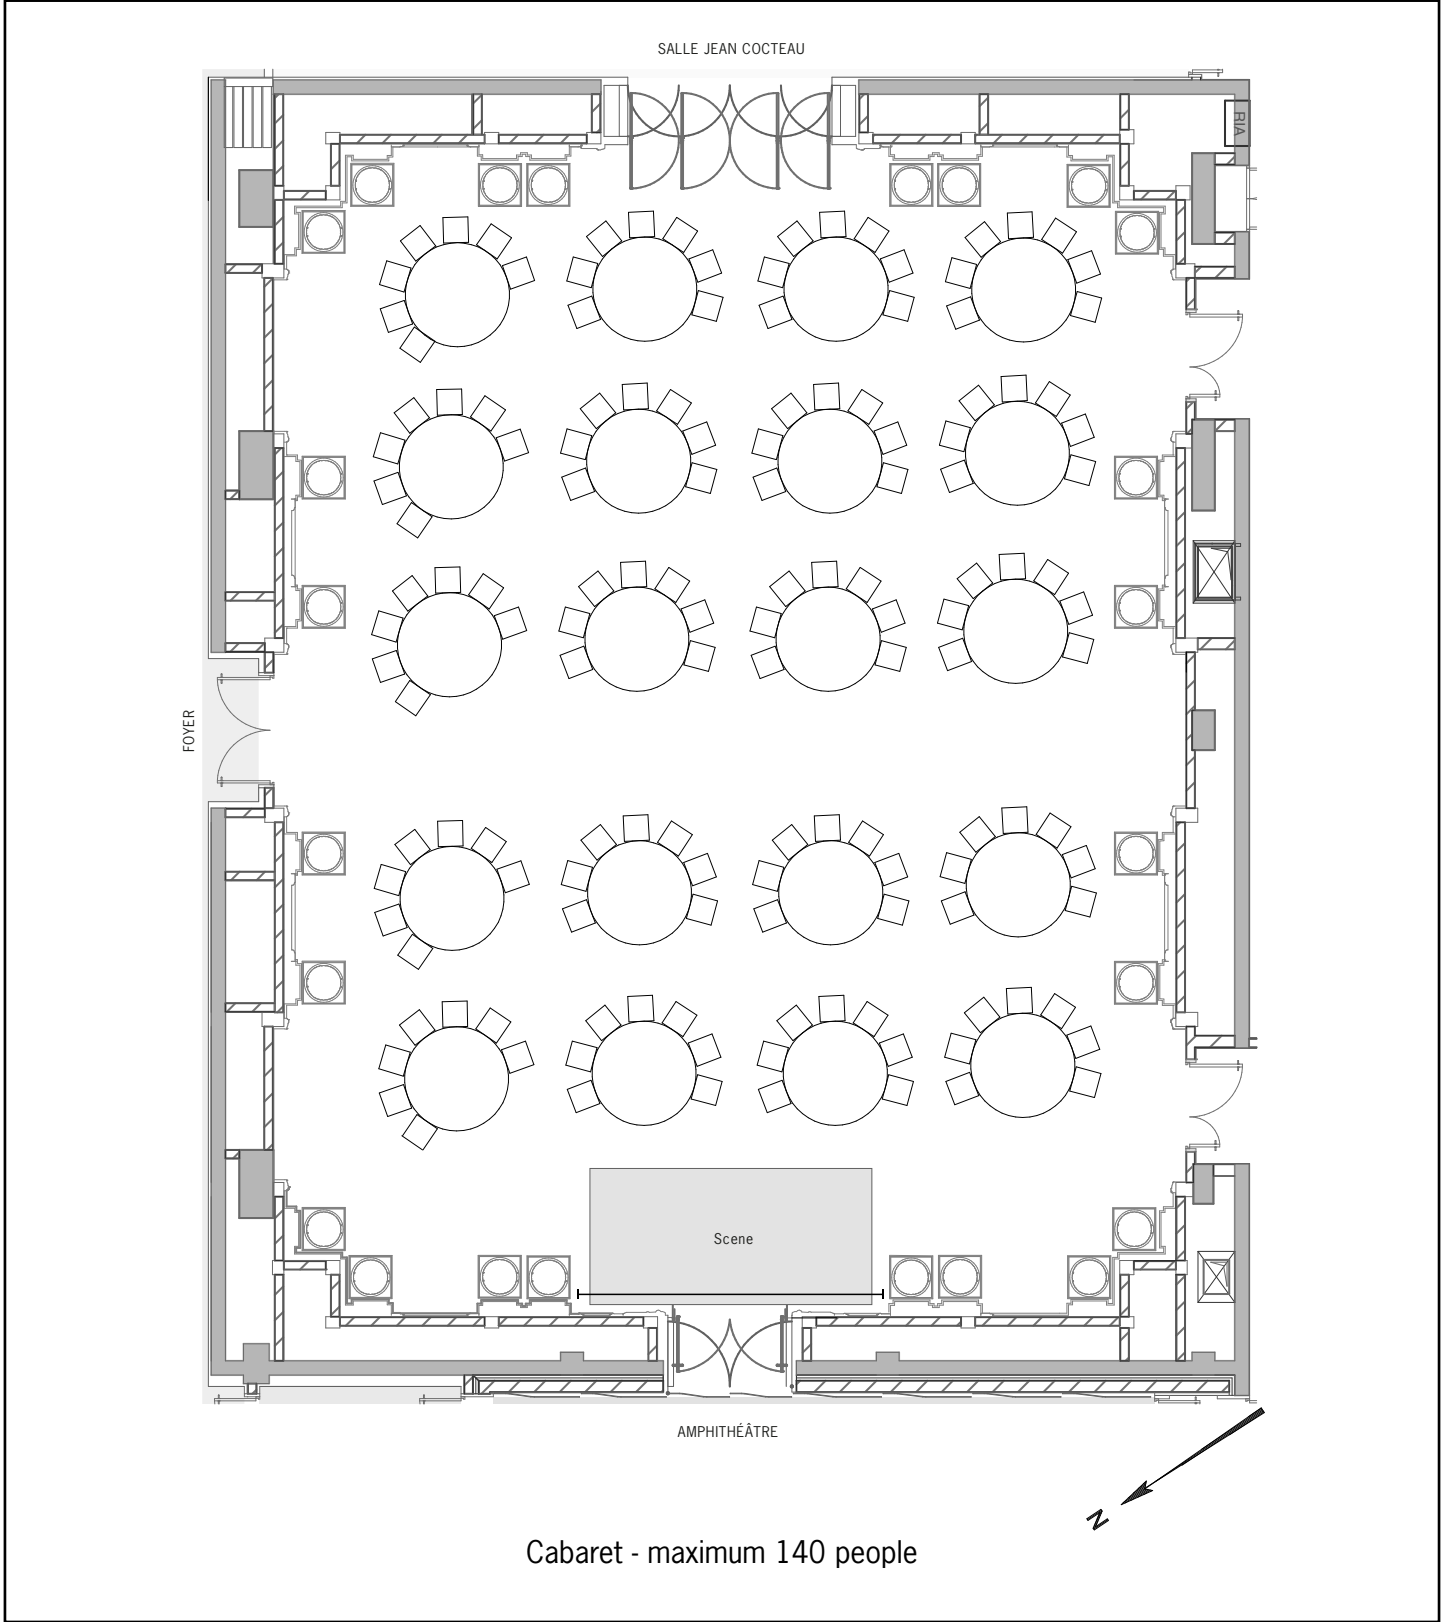 SALLE JEAN COCTEAU
RIA
FOYER
Scene
AMPHITHÉÂTRE
N
Cabaret - maximum 140 people